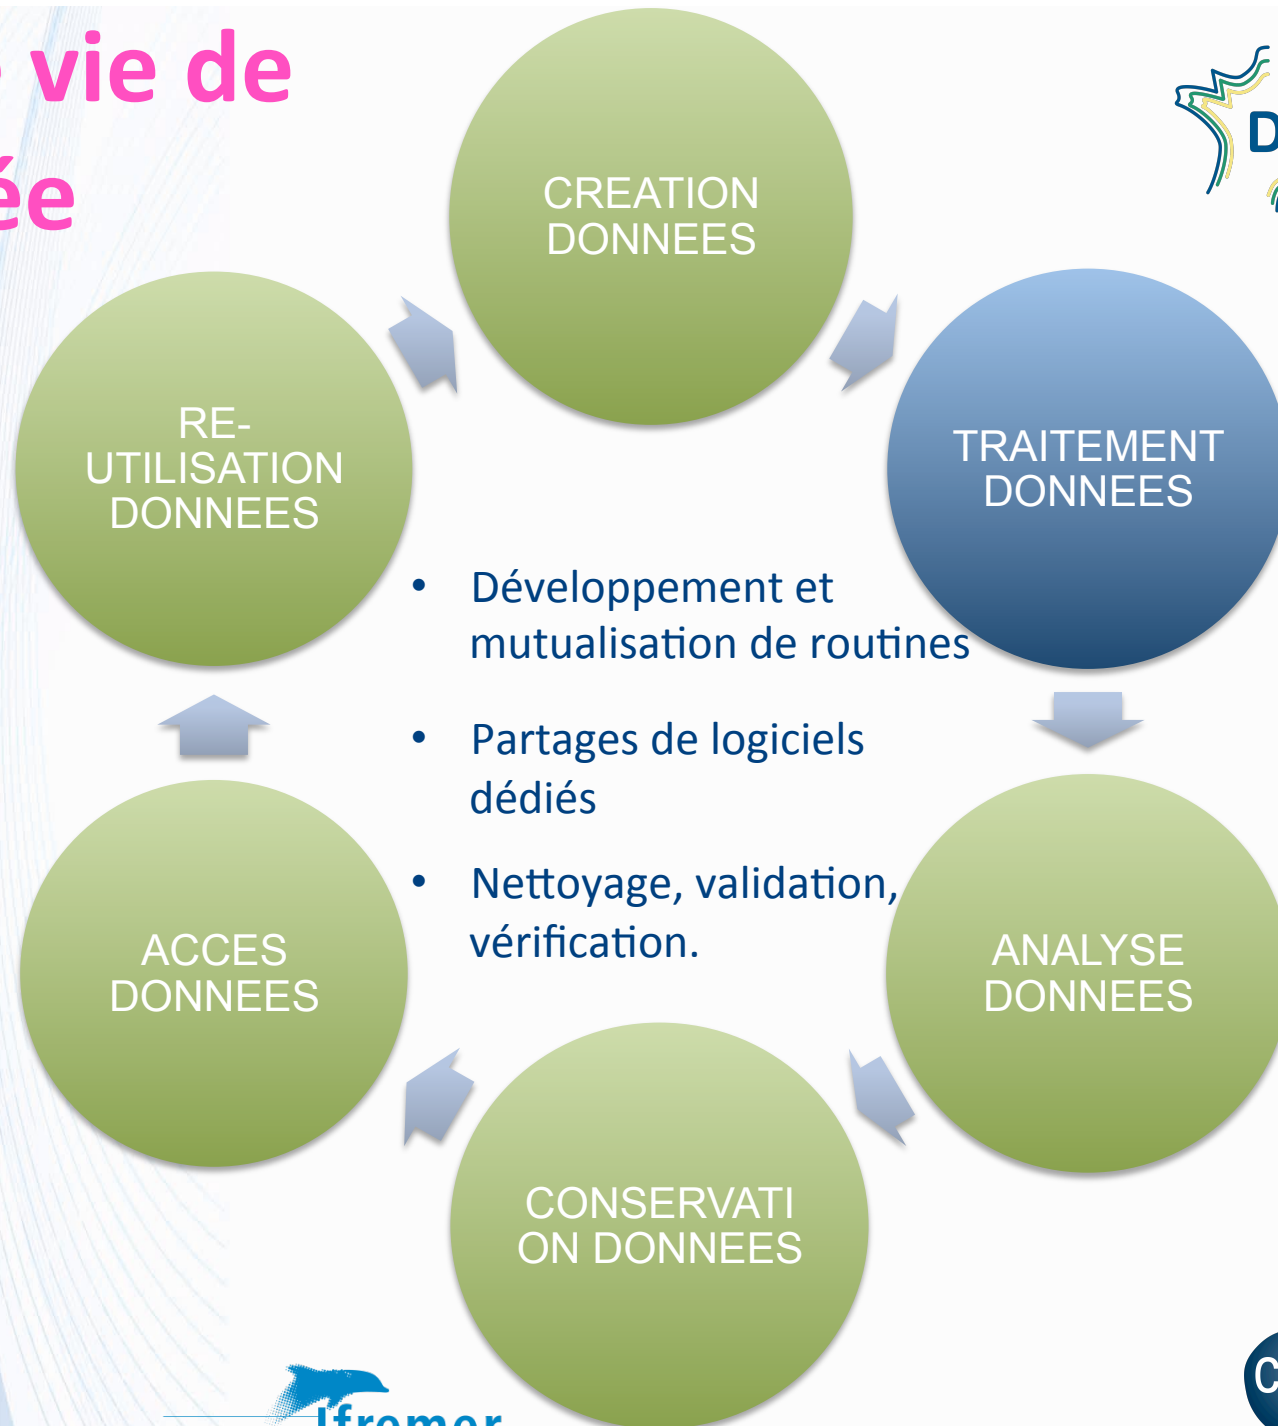 vie de
ée
D
CREATION
DONNEES
TRAITEMENT
DONNEES
RE-
UTILISATION
DONNEES
• Développement et
mutualisation de routines
• Partages de logiciels
dédiés
• Nettoyage, validation,
vérification.
ACCES
DONNEES
ANALYSE
DONNEES
CONSERVATI
ON DONNEES
Ifremer
C